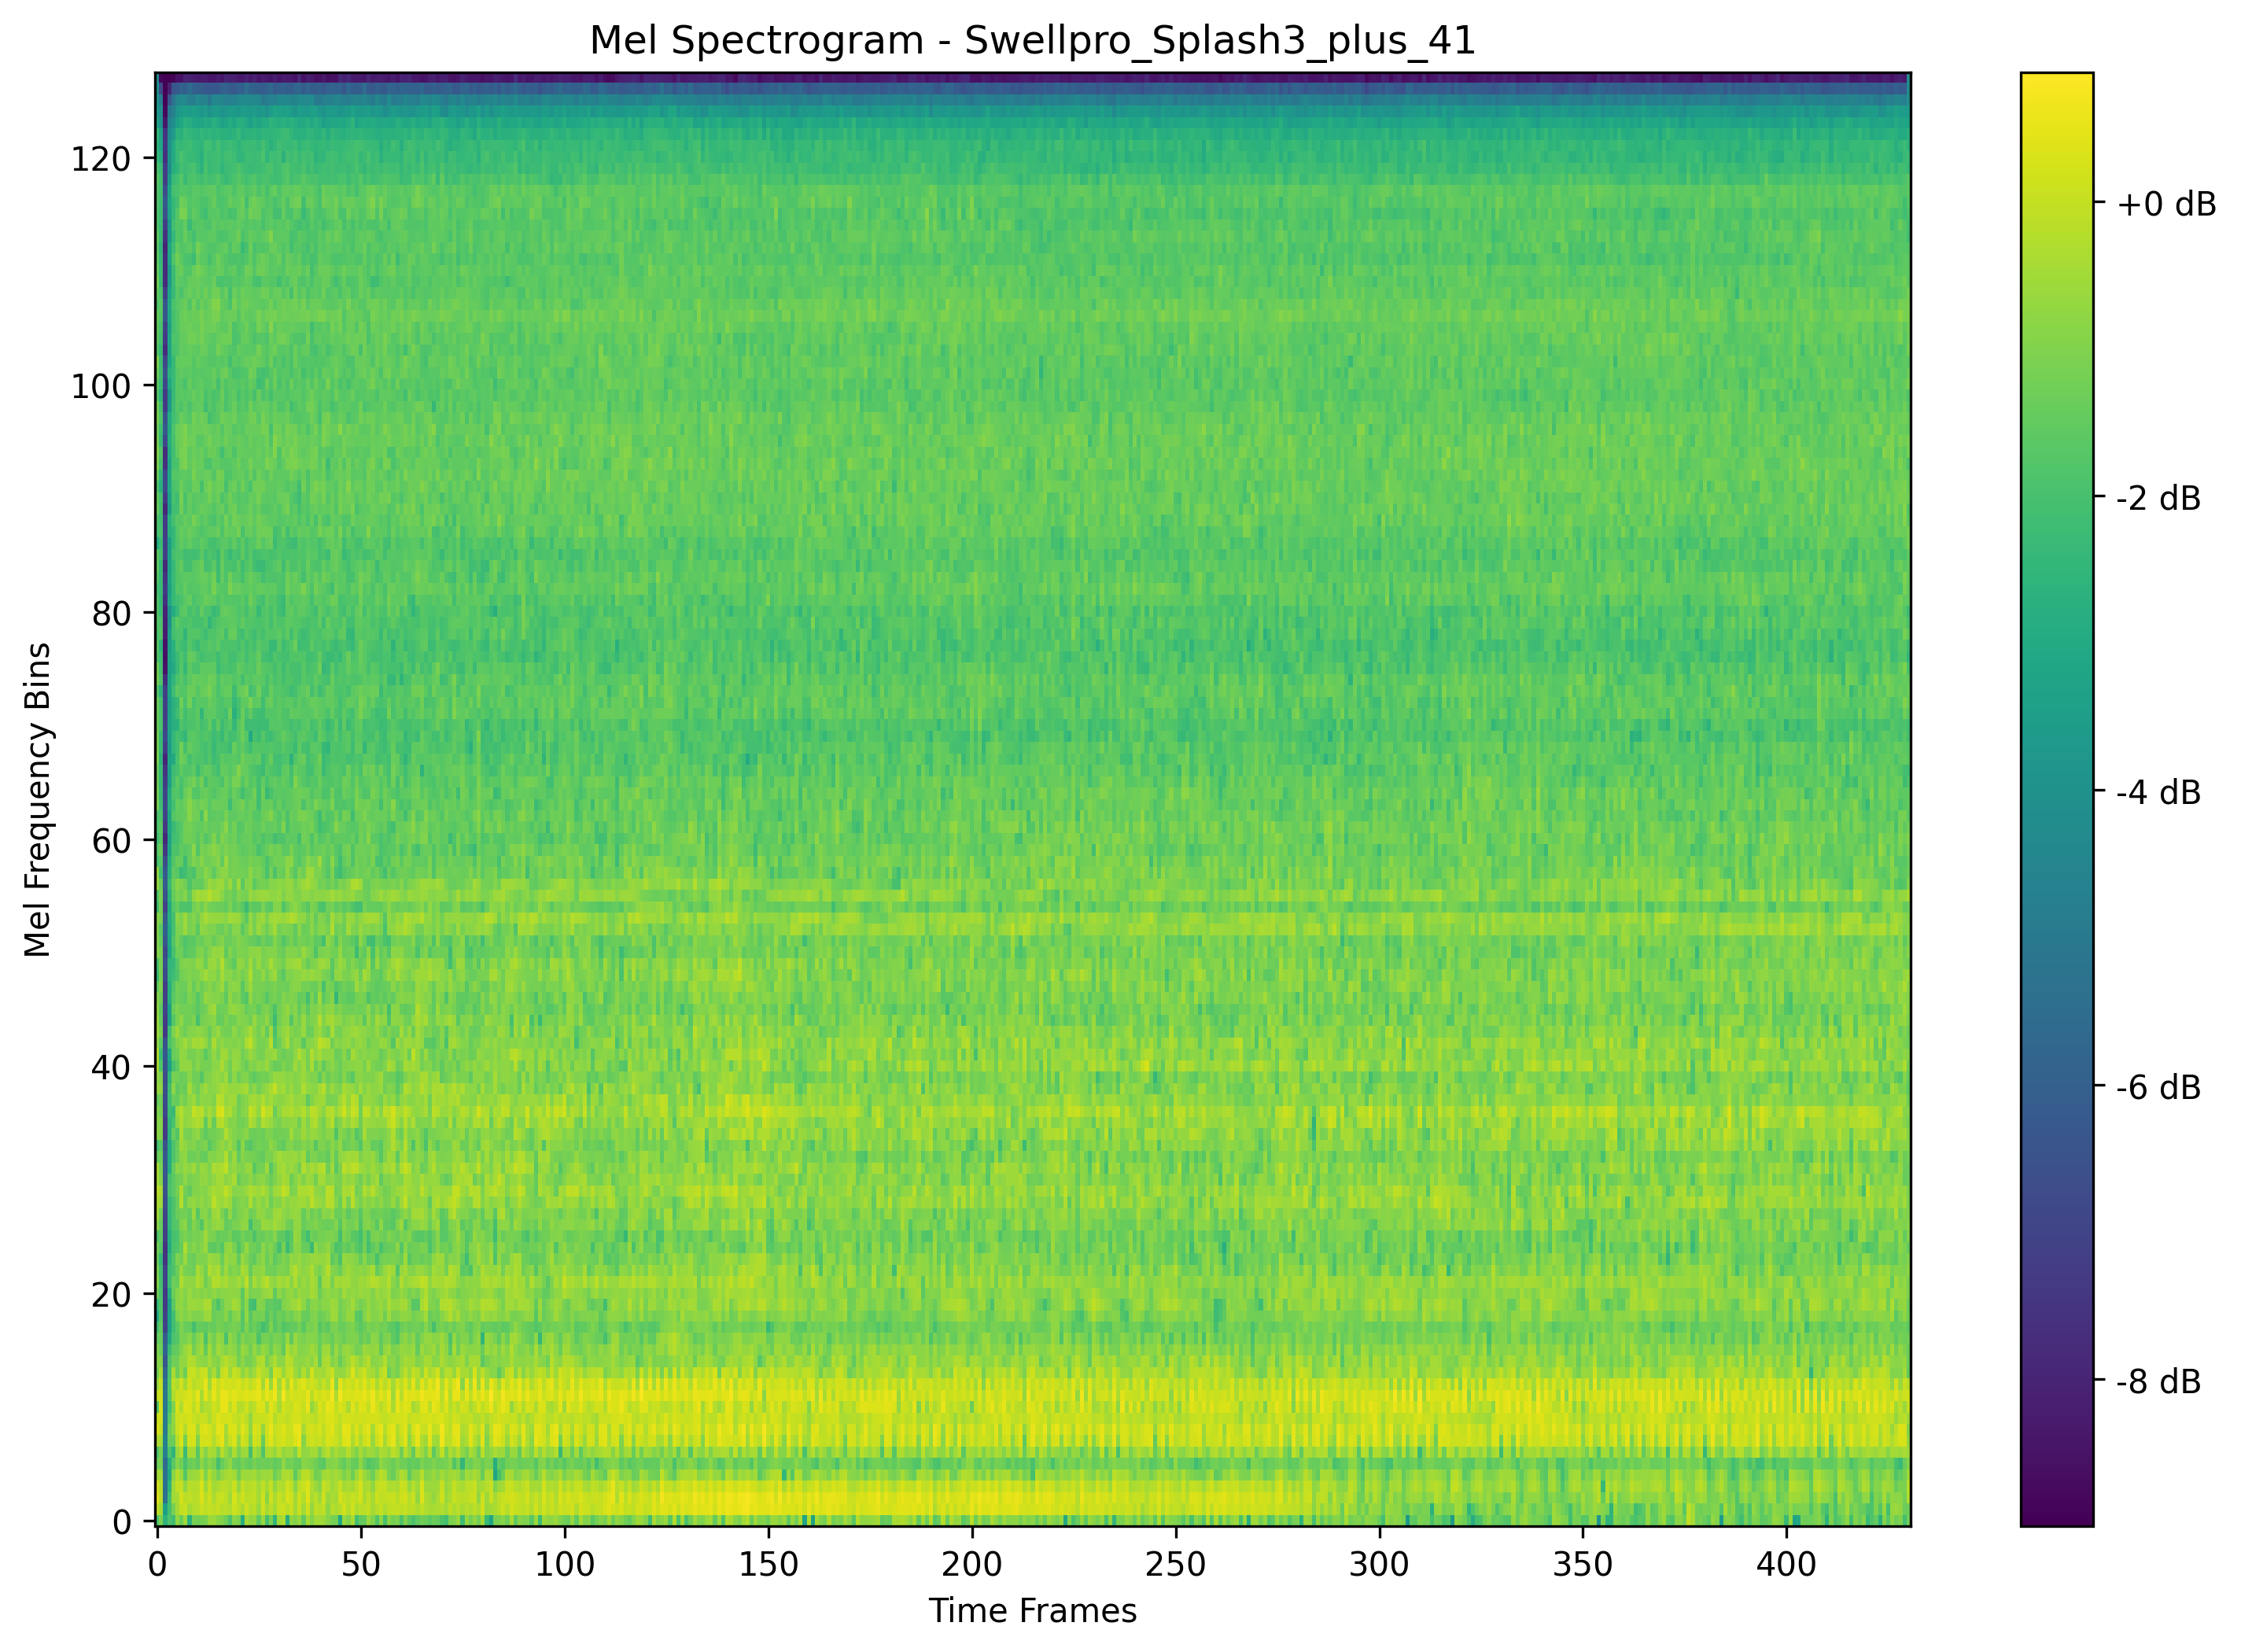 Mel Spectrogram - Swellpro_Splash3_plus_41
Mel Frequency Bins
120
100
80
60
40
20
0
0 50 100 150 200 250 300 350 400
Time Frames
+0 dB
-2 dB
-4 dB
-6 dB
-8 dB